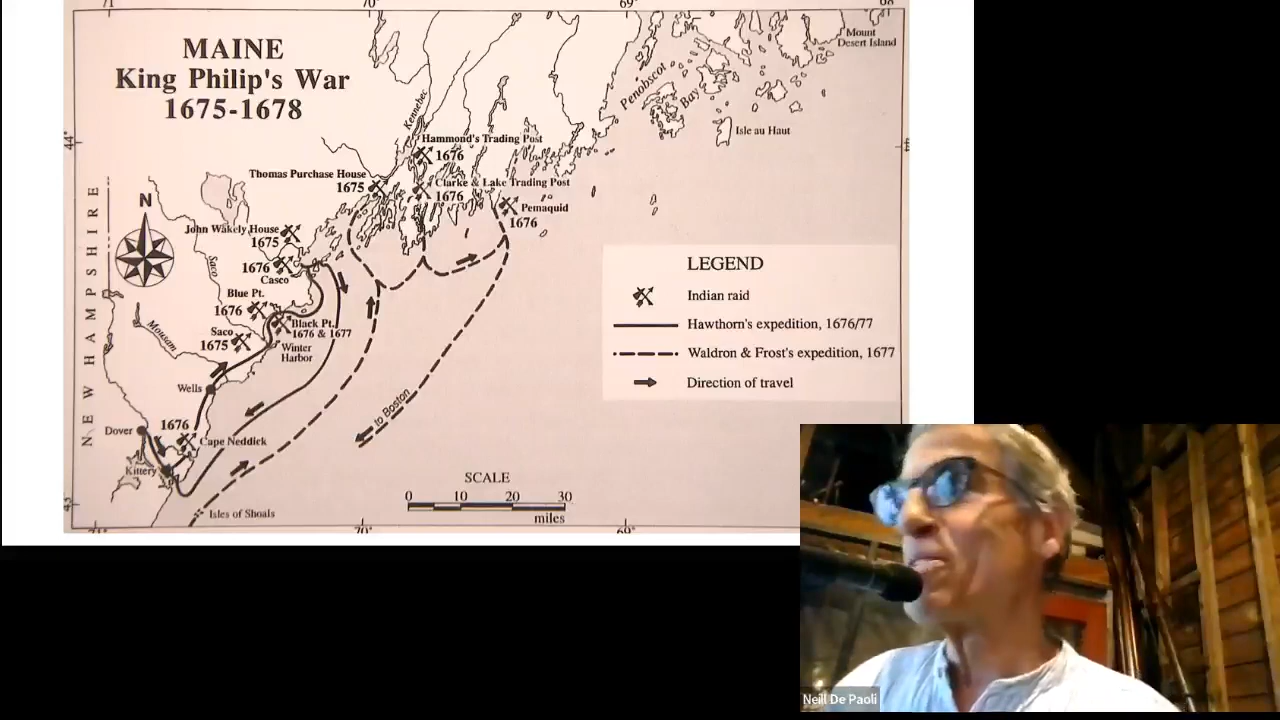 71
70°
69°
68
MAINE
King Philip's War
1675-1678
Mount
Desert Island
Penobscot
Bay
Isle au Haut
44°
44
Kennebec
Hammond's Trading Post
1676
Thomas Purchase House
1675
Clarke & Lake Trading Post
1676
Pemaquid
1676
NEW HAMPSHIRE
N
John Wakely House
1675
Saco
1676
Casco
Blue Pt.
1676
Black Pt.
1676 & 1677
Saco
1675
Winter
Harbor
Mousam
Wells
Dover
1676
Cape Neddick
Kittery
Isles of Shoals
to Boston
LEGEND
Indian raid
Hawthorn's expedition, 1676/77
Waldron & Frost's expedition, 1677
Direction of travel
SCALE
0 10 20 30
miles
43
71°
70°
69°
Neill De Paoli